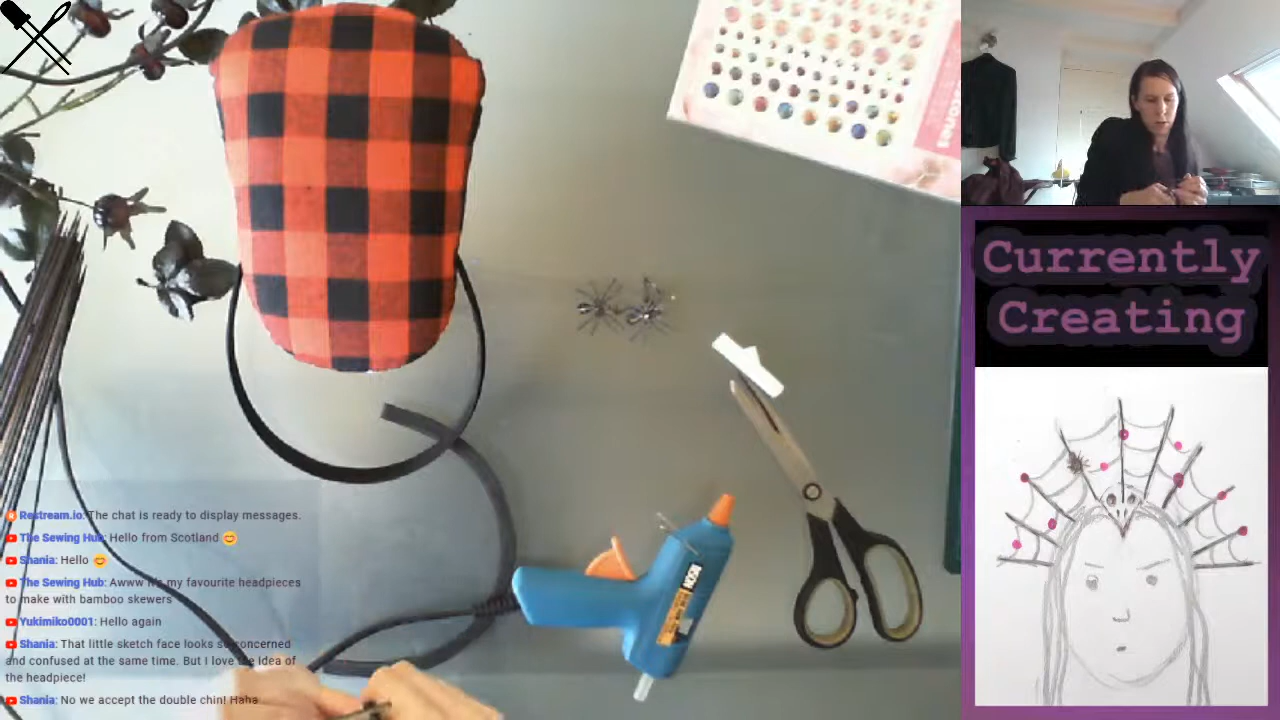 Currently
Creating
Restream.io: The chat is ready to display messages.
The Sewing Hub: Hello from Scotland 😊
Shania: Hello 😊
The Sewing Hub: Awww it's my favourite headpieces
to make with bamboo skewers
Yukimiko0001: Hello again
Shania: That little sketch face looks so concerned
and confused at the same time. But I love the idea of
the headpiece!
Shania: No we accept the double chin! Haha